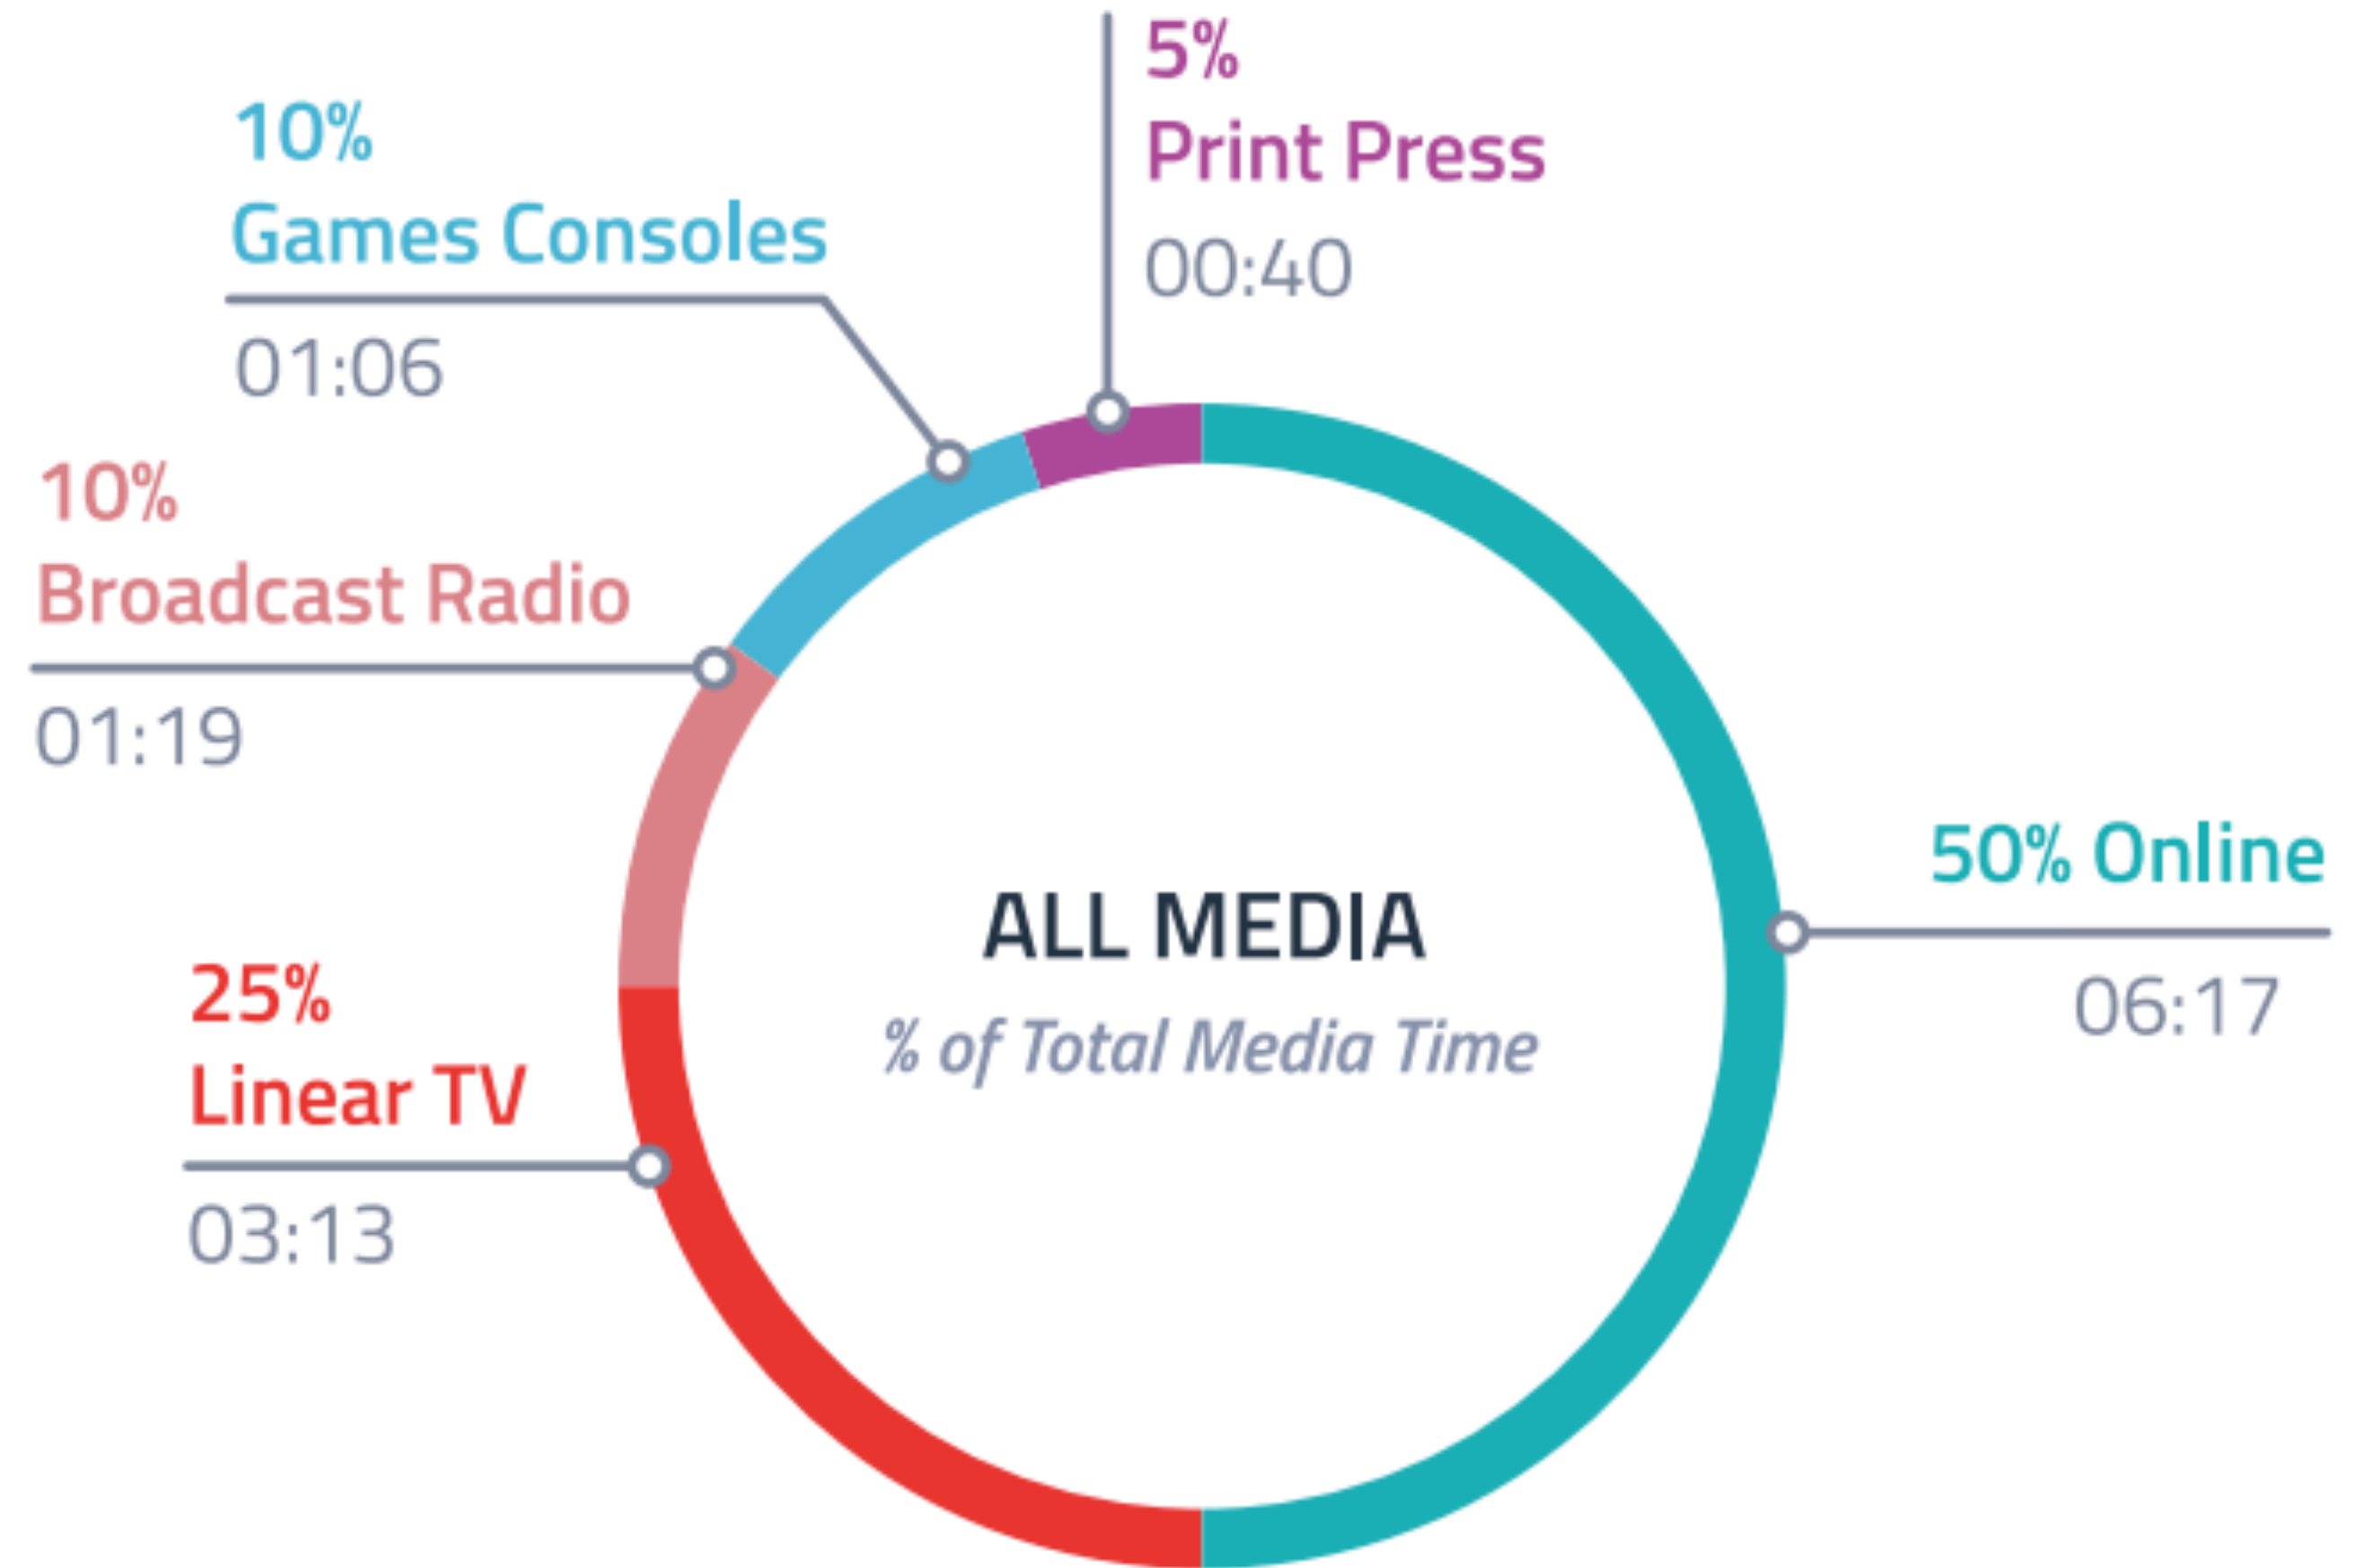 5%
Print Press
00:40
10%
Games Consoles
01:06
10%
Broadcast Radio
01:19
50% Online
06:17
ALL MEDIA
% of Total Media Time
25%
Linear TV
03:13